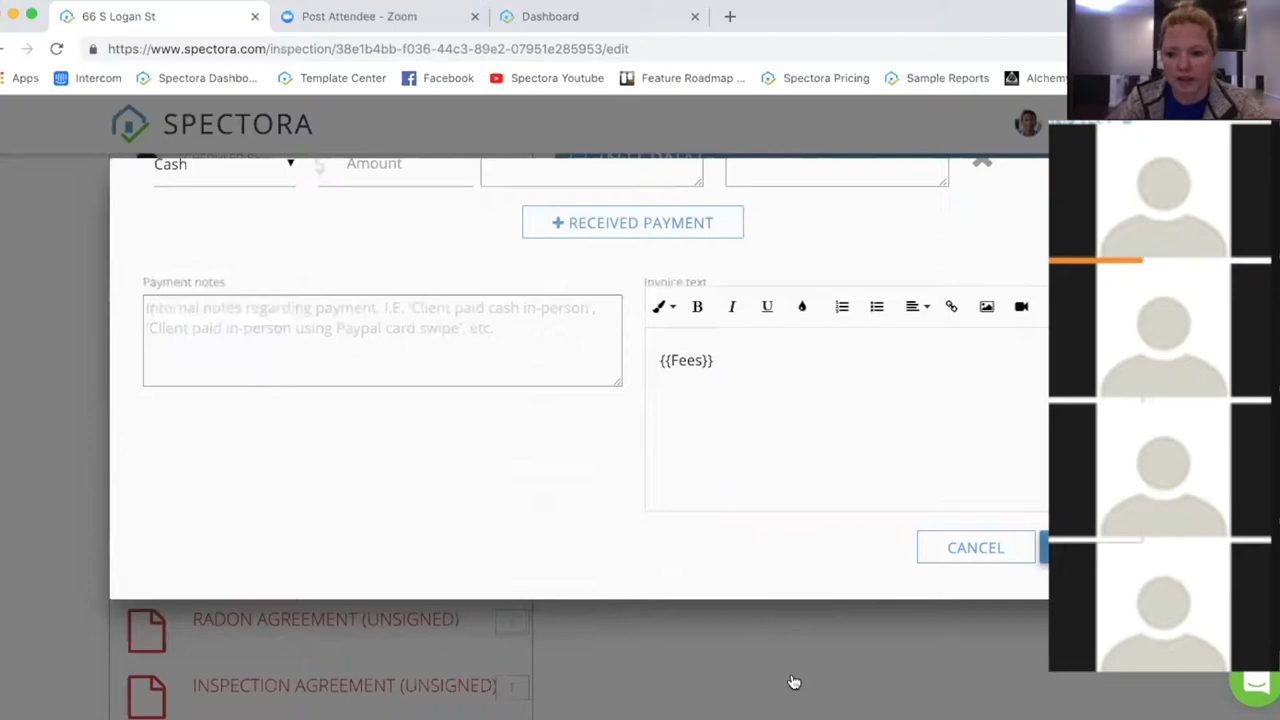 66 S Logan St
Post Attendee - Zoom
Dashboard
https://www.spectora.com/inspection/38e1b4bb-f036-44c3-89e2-07951e285953/edit
Apps
Intercom
Spectora Dashbo...
Template Center
Facebook
Spectora Youtube
Feature Roadmap ...
Spectora Pricing
Sample Reports
Alchem
SPECTORA
Cash
Amount
RECEIVED PAYMENT
Payment notes
Invoice text
Internal notes regarding payment. I.E. 'Client paid cash in-person',
'Client paid in-person using Paypal card swipe', etc.
B
I
U
{{Fees}}
CANCEL
RADON AGREEMENT (UNSIGNED)
INSPECTION AGREEMENT (UNSIGNED)